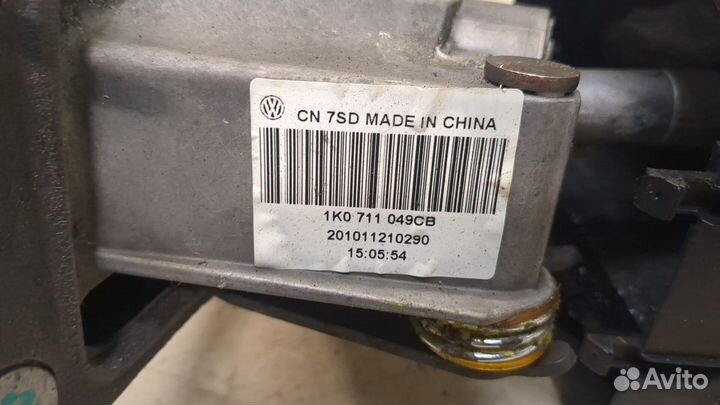 CN 7SD MADE IN CHINA
1K0 711 049CB
201011210290
15:05:54
Avito